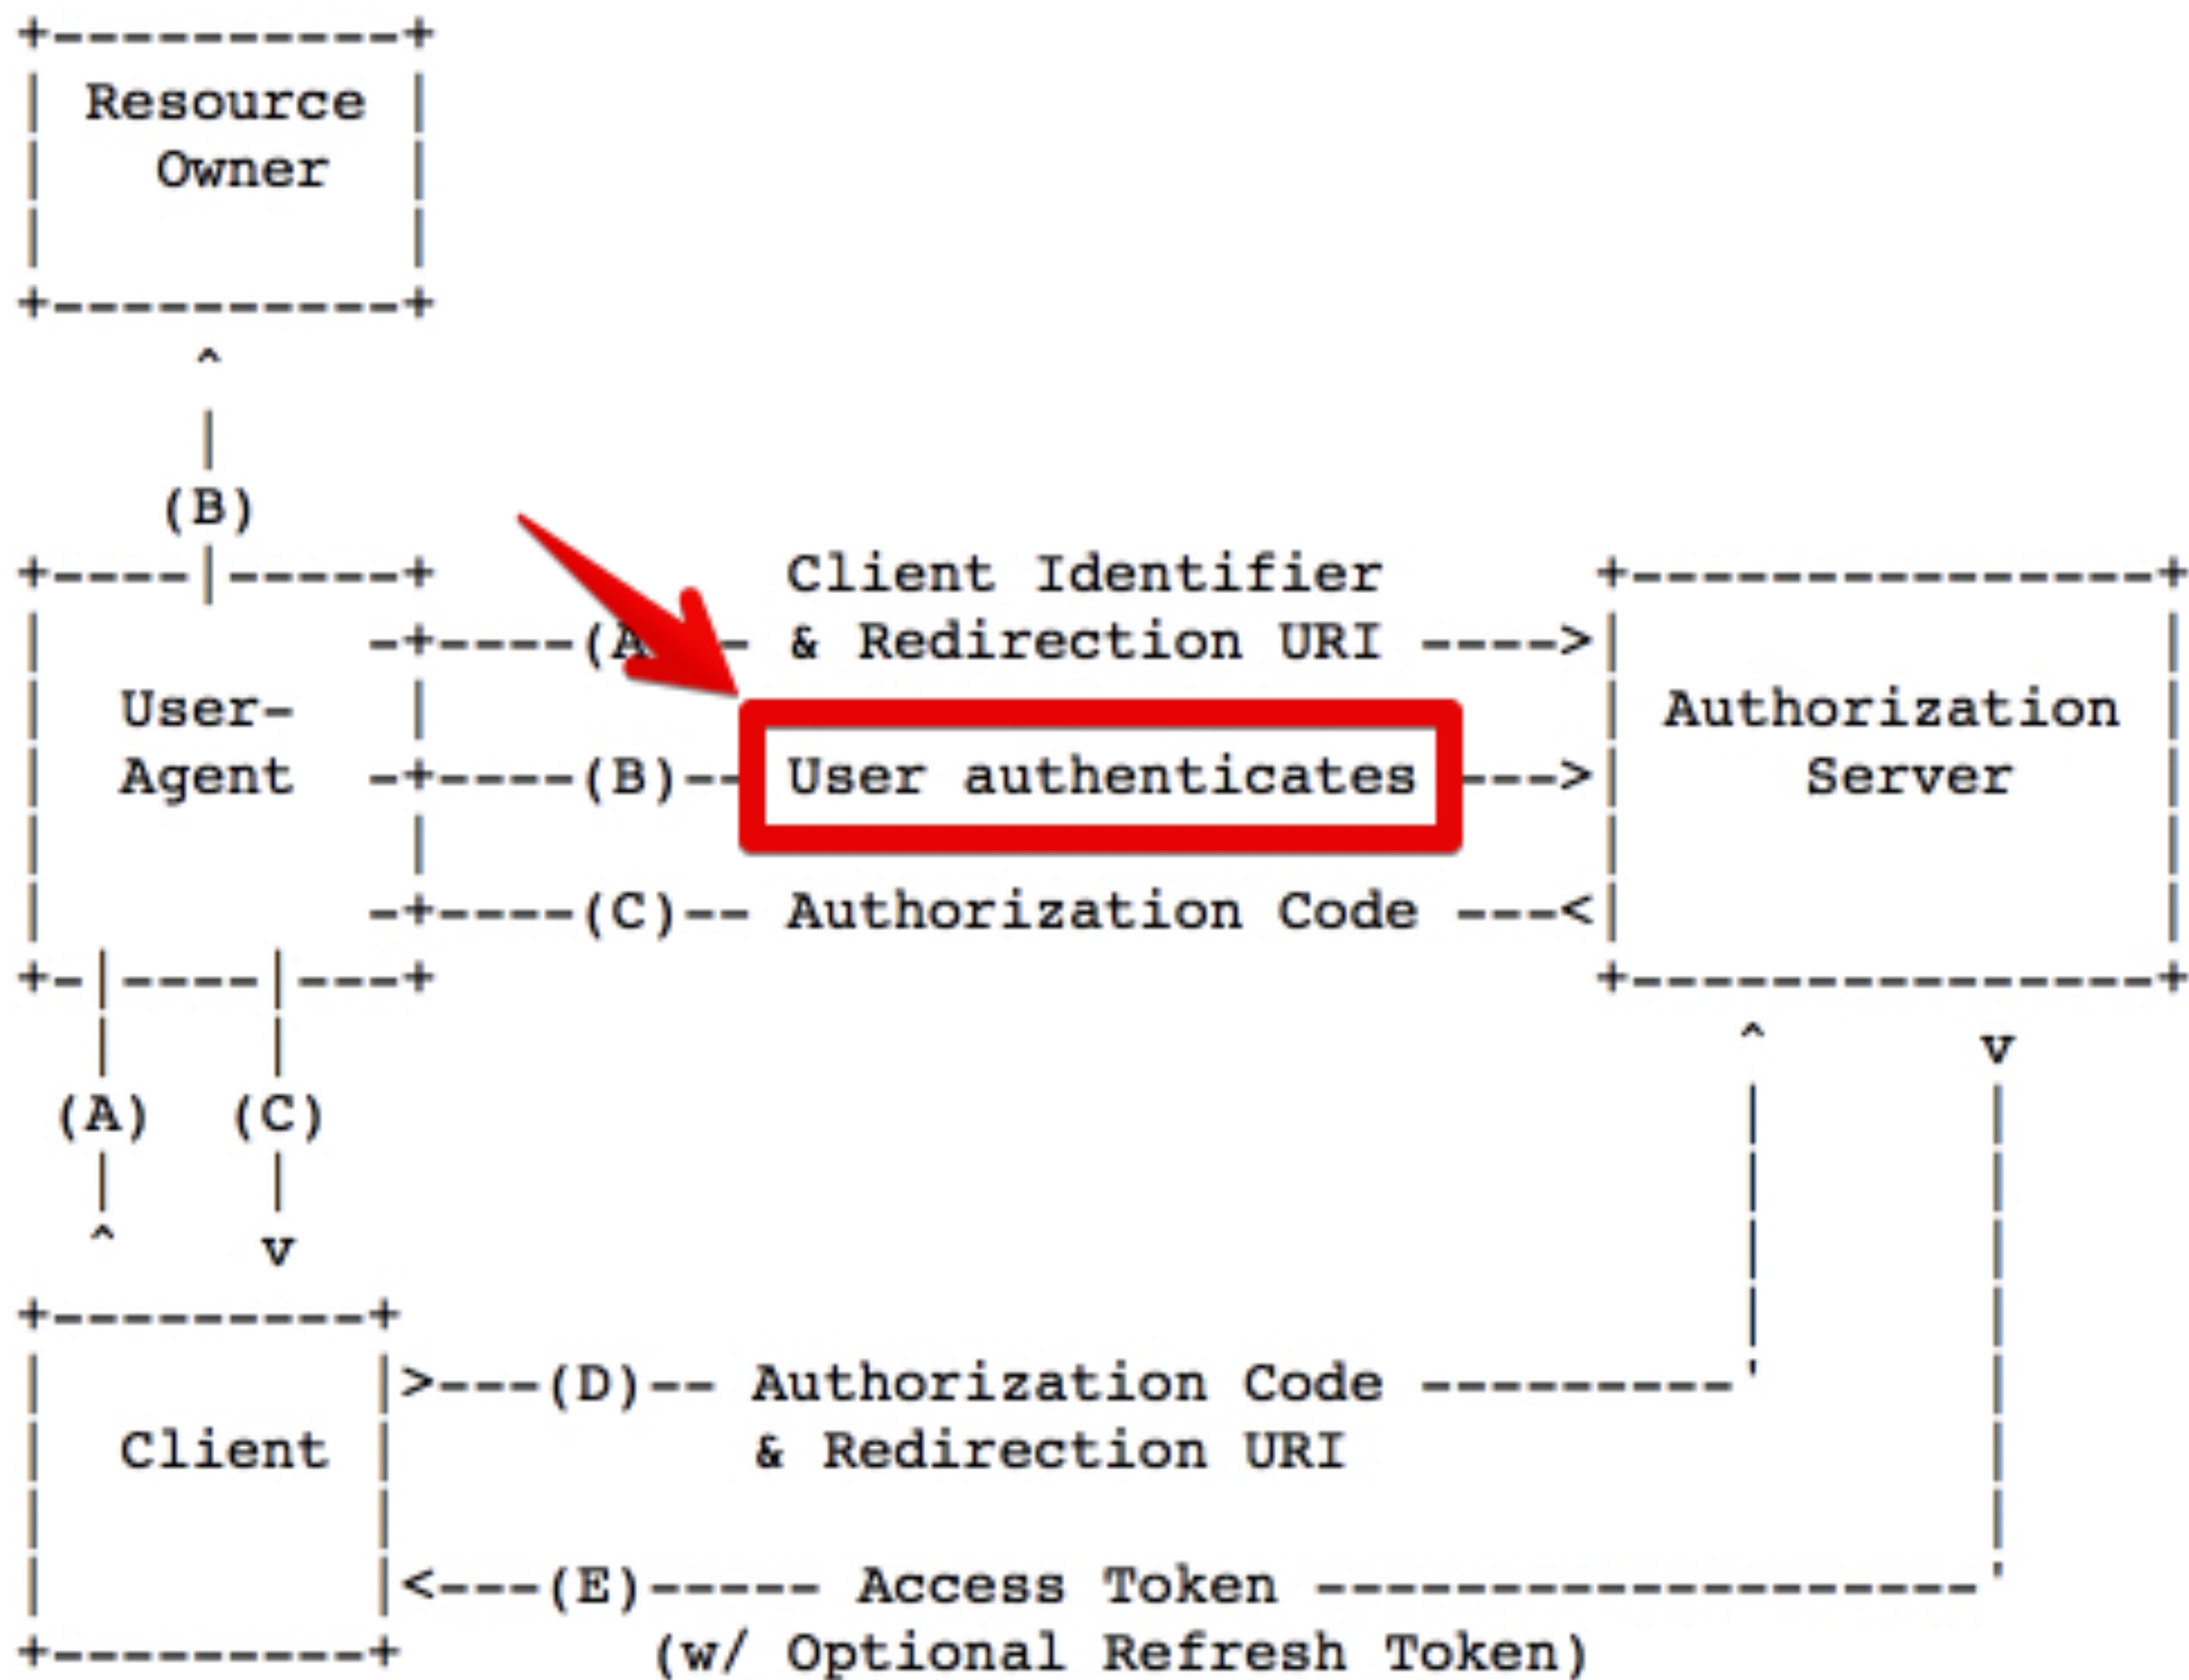 +----------+
| Resource |
|   Owner  |
|          |
+----------+
     ^
     |
    (B)
+----|-----+          Client Identifier      +---------------+
|         -+----(A -- & Redirection URI ---->|               |
|  User-   |                                 | Authorization |
|  Agent  -+----(B)-- User authenticates --->|     Server    |
|          |                                 |               |
|         -+----(C)-- Authorization Code ---<|               |
+-|----|---+                                 +---------------+
  |    |                                         ^      v
 (A)  (C)                                        |      |
  |    |                                         |      |
  ^    v                                         |      |
+---------+                                      |      |
|         |>---(D)-- Authorization Code ---------'      |
|  Client |          & Redirection URI                  |
|         |                                             |
|         |<---(E)----- Access Token -------------------'
+---------+       (w/ Optional Refresh Token)